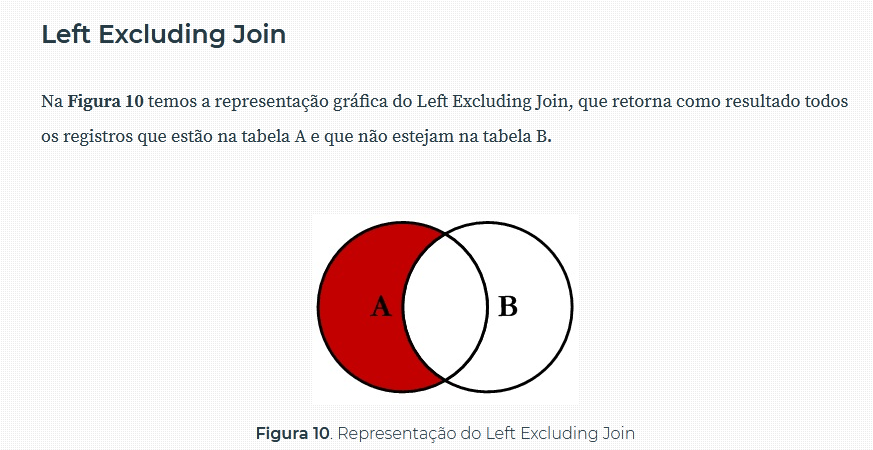 Left Excluding Join
Na Figura 10 temos a representação gráfica do Left Excluding Join, que retorna como resultado todos
os registros que estão na tabela A e que não estejam na tabela B.
A
B
Figura 10. Representação do Left Excluding Join